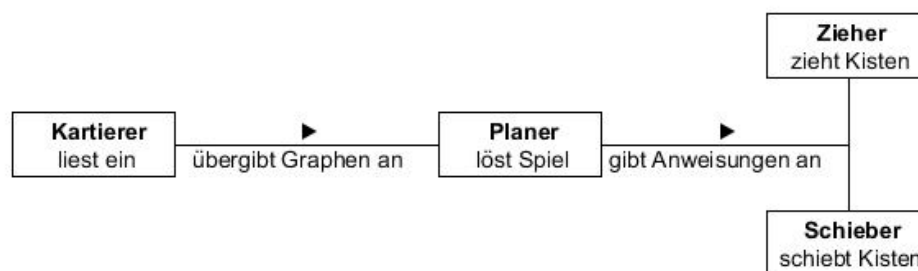 Zieher
zieht Kisten
Kartierer
liest ein
übergibt Graphen an
Planer
löst Spiel
gibt Anweisungen an
Schieber
schiebt Kisten